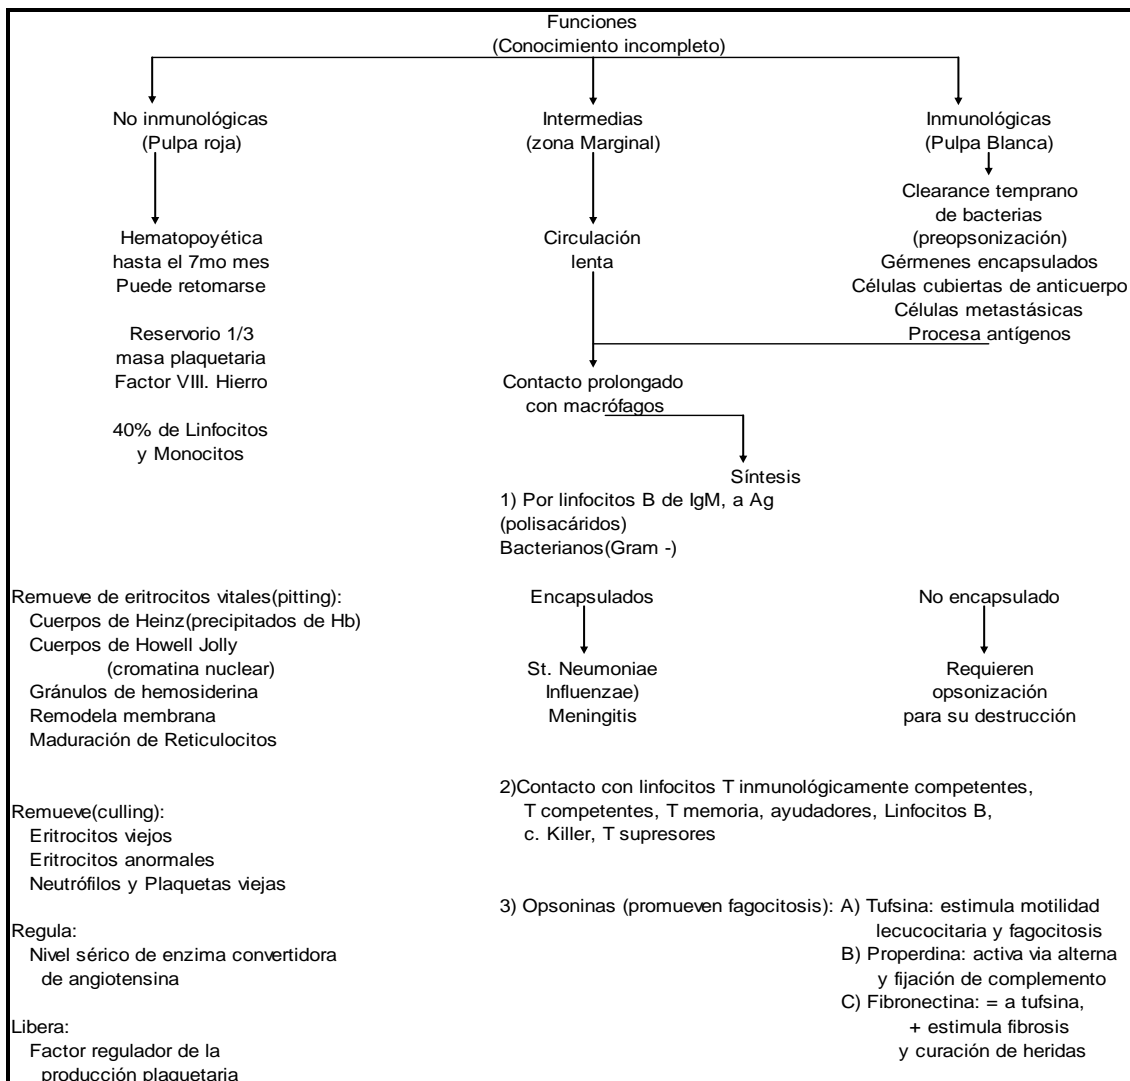 Funciones
(Conocimiento incompleto)
No inmunológicas
(Pulpa roja)
Hematopoyética
hasta el 7mo mes
Puede retomarse
Reservorio 1/3
masa plaquetaria
Factor VIII. Hierro
40% de Linfocitos
y Monocitos
Intermedias
(zona Marginal)
Circulación
lenta
Inmunológicas
(Pulpa Blanca)
Clearance temprano
de bacterias
(preopsonización)
Gérmenes encapsulados
Células cubiertas de anticuerpo
Células metastásicas
Procesa antígenos
Contacto prolongado
con macrófagos
Síntesis
1) Por linfocitos B de IgM, a Ag
(polisacáridos)
Bacterianos(Gram -)
Encapsulados
St. Neumoniae
Influenzae)
Meningitis
No encapsulado
Requieren
opsonización
para su destrucción
Remueve de eritrocitos vitales(pitting):
Cuerpos de Heinz(precipitados de Hb)
Cuerpos de Howell Jolly
(cromatina nuclear)
Gránulos de hemosiderina
Remodela membrana
Maduración de Reticulocitos
Remueve(culling):
Eritrocitos viejos
Eritrocitos anormales
Neutrófilos y Plaquetas viejas
Regula:
Nivel sérico de enzima convertidora
de angiotensina
Libera:
Factor regulador de la
producción plaquetaria
2)Contacto con linfocitos T inmunológicamente competentes,
T competentes, T memoria, ayudadores, Linfocitos B,
c. Killer, T supresores
3) Opsoninas (promueven fagocitosis): A) Tufsina: estimula motilidad
lecucocitaria y fagocitosis
B) Properdina: activa via alterna
y fijación de complemento
C) Fibronectina: = a tufsina,
+ estimula fibrosis
y curación de heridas